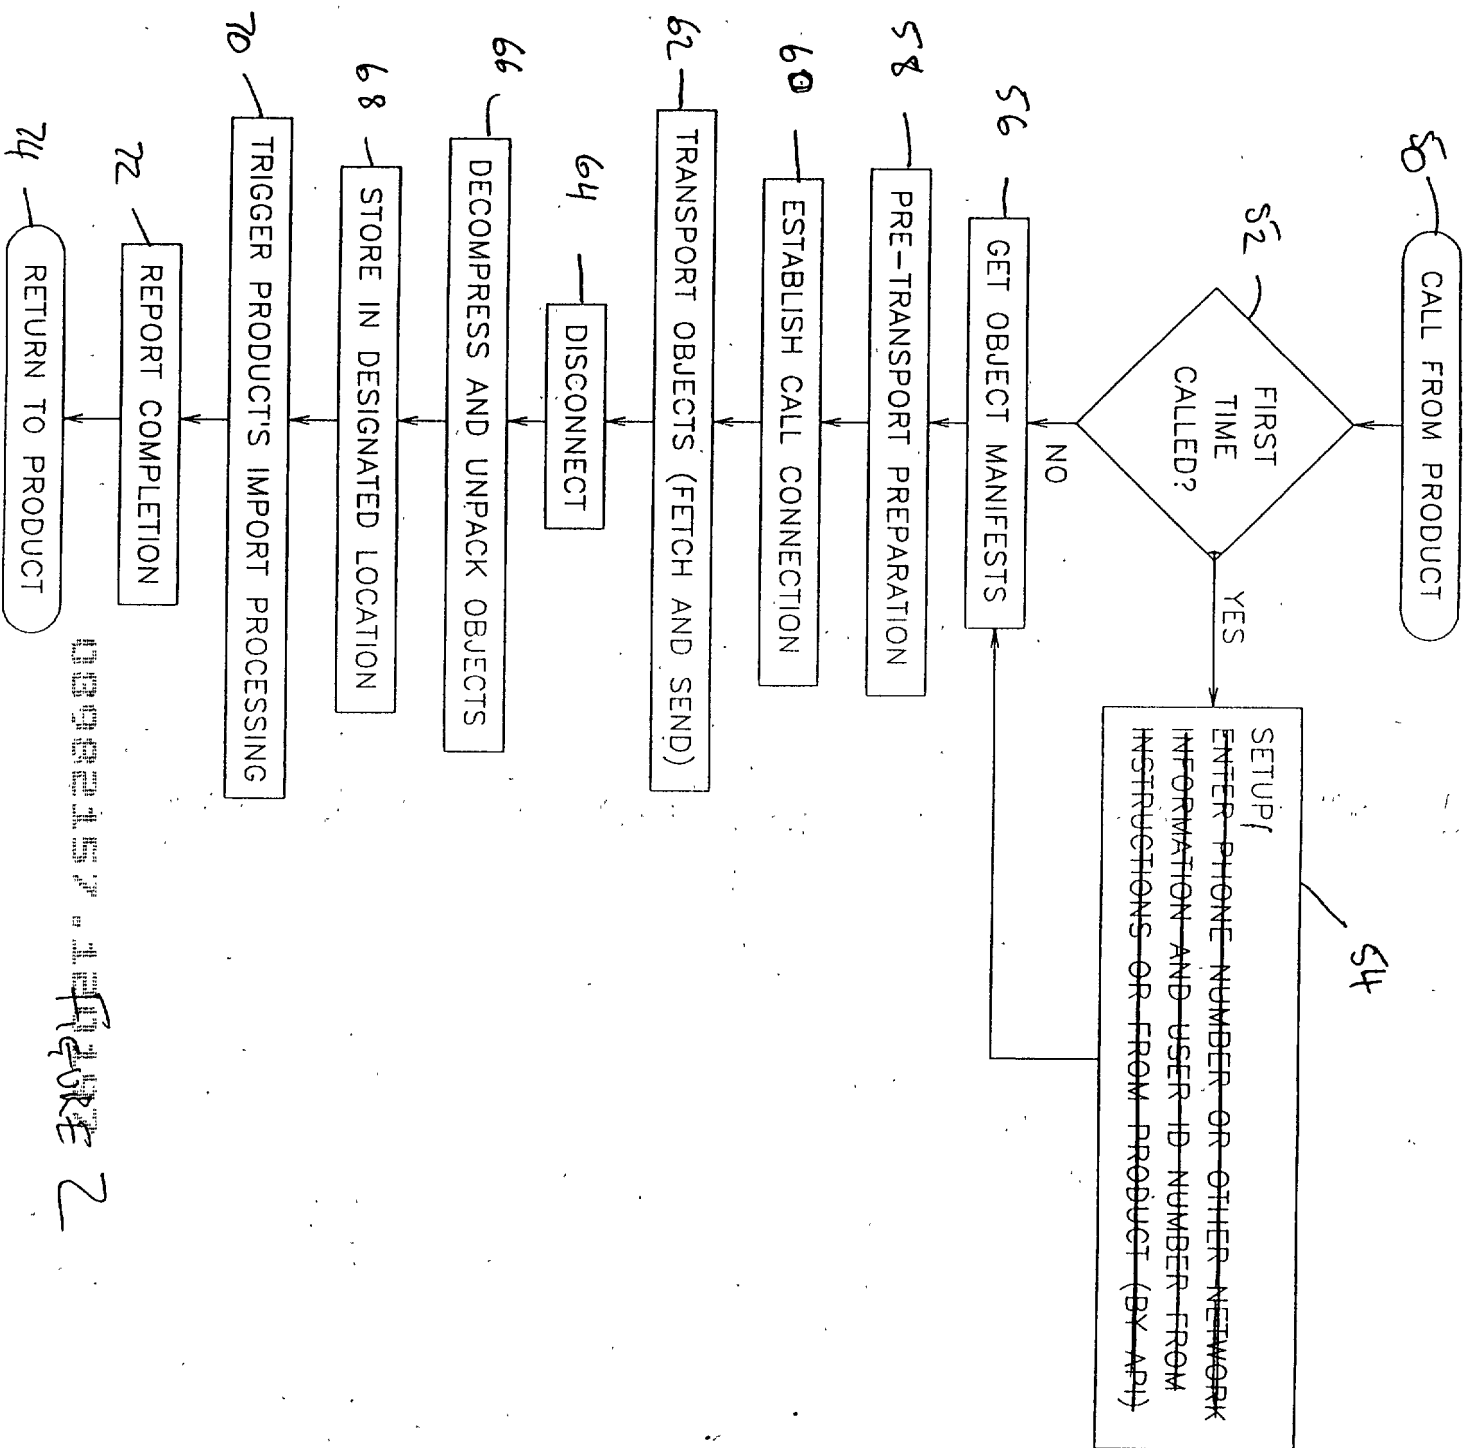 50
CALL FROM PRODUCT
52
FIRST
TIME
CALLED?
YES
NO
54
SETUP
ENTER PHONE NUMBER OR OTHER NETWORK
INFORMATION AND USER ID NUMBER FROM
INSTRUCTIONS OR FROM PRODUCT (BY API)
56
GET OBJECT MANIFESTS
58
PRE-TRANSPORT PREPARATION
60
ESTABLISH CALL CONNECTION
62
TRANSPORT OBJECTS (FETCH AND SEND)
64
DISCONNECT
66
DECOMPRESS AND UNPACK OBJECTS
68
STORE IN DESIGNATED LOCATION
70
TRIGGER PRODUCT'S IMPORT PROCESSING
72
REPORT COMPLETION
74
RETURN TO PRODUCT
08982157.120197
FIGURE 2